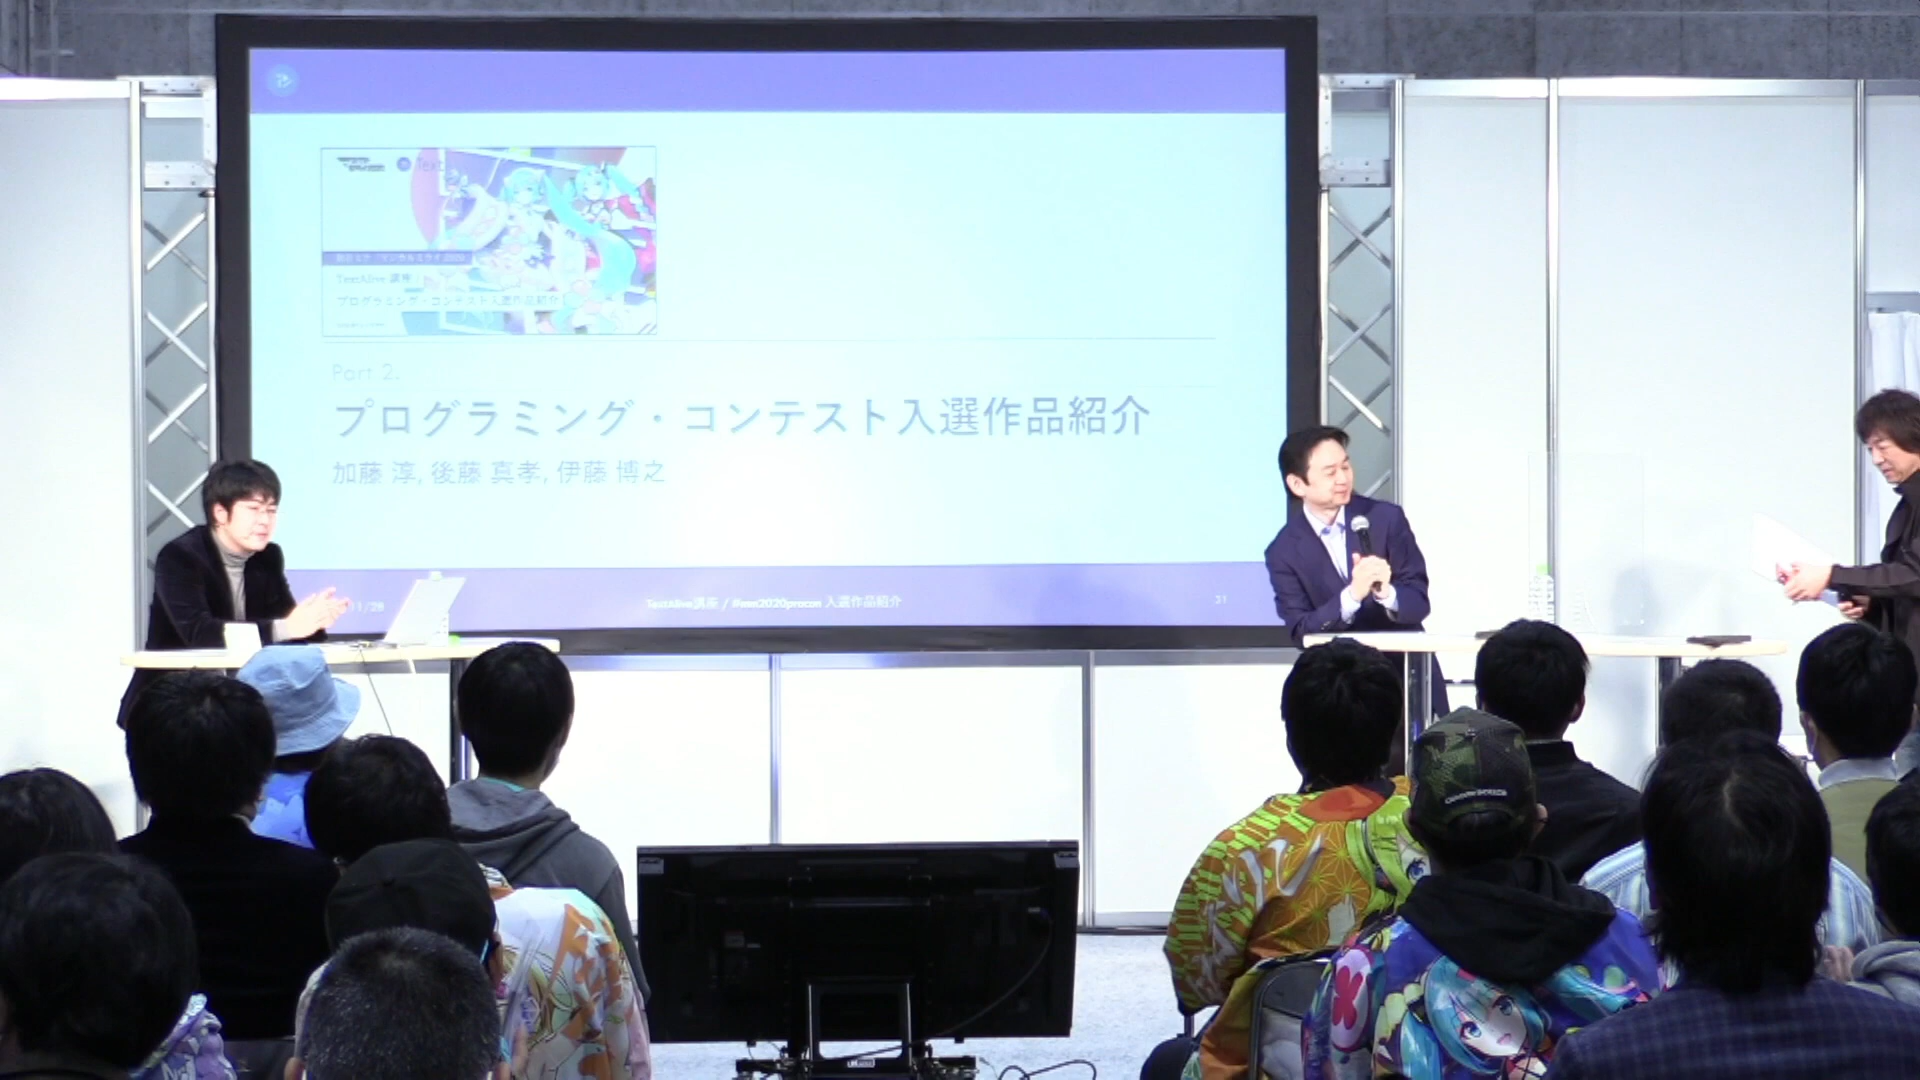 Text
初音ミク「マジカルミライ 2020」
TextAlive 講座
プログラミング・コンテスト入選作品紹介
Part 2.
プログラミング・コンテスト入選作品紹介
加藤 淳, 後藤 真孝, 伊藤 博之
11/28
TextAlive講座 / #mm2020procon 入選作品紹介
31